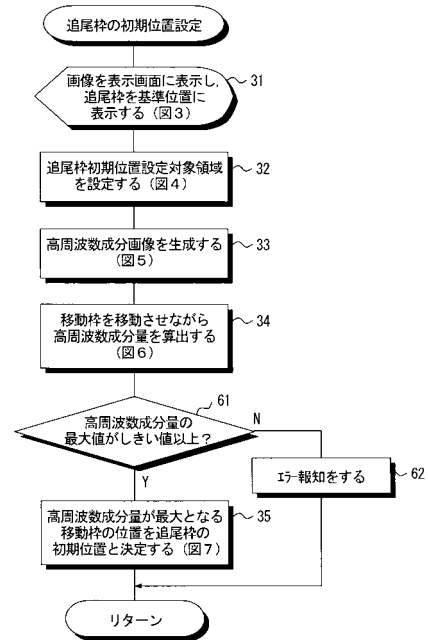 追尾枠の初期位置設定
画像を表示画面に表示し,
追尾枠を基準位置に
表示する(図3)
31
追尾枠初期位置設定対象領域
を設定する(図4)
32
高周波数成分画像を生成する
(図5)
33
移動枠を移動させながら
高周波数成分量を算出する
(図6)
34
高周波数成分量の
最大値がしきい値以上?
61
N
Y
エラー報知をする
62
高周波数成分量が最大となる
移動枠の位置を追尾枠の
初期位置と決定する(図7)
35
リターン